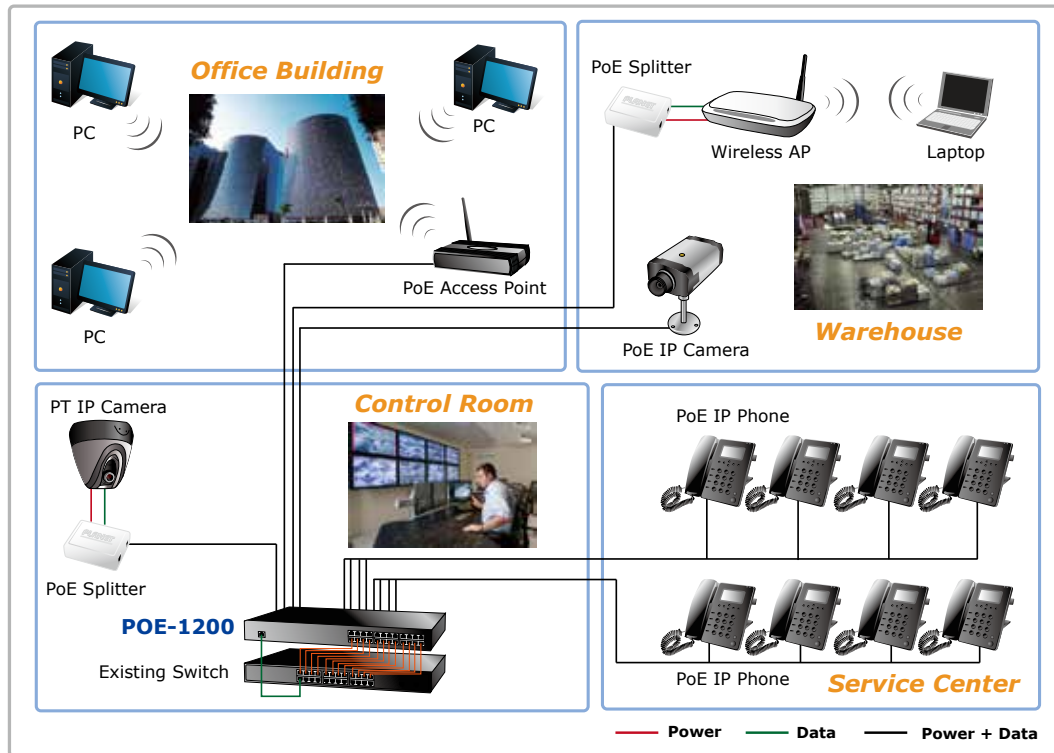 Office Building
PC
PC
PC
PoE Access Point
PoE Splitter
PLANET
Wireless AP
Laptop
PoE IP Camera
Warehouse
PT IP Camera
PLANET
PoE Splitter
Control Room
POE-1200
Existing Switch
PoE IP Phone
PoE IP Phone
Service Center
Power
Data
Power + Data